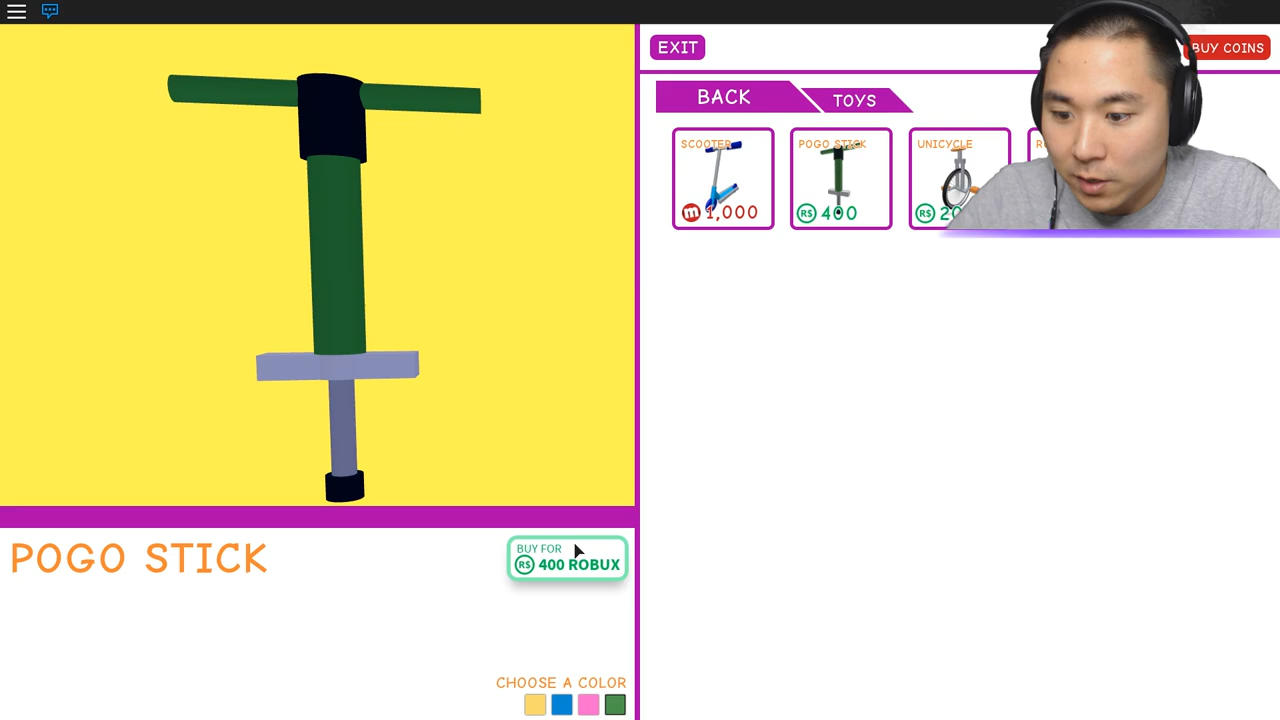 EXIT
BUY COINS
BACK
TOYS
SCOOTER
1,000
POGO STICK
R$ 400
UNICYCLE
R$
POGO STICK
BUY FOR
R$ 400 ROBUX
CHOOSE A COLOR